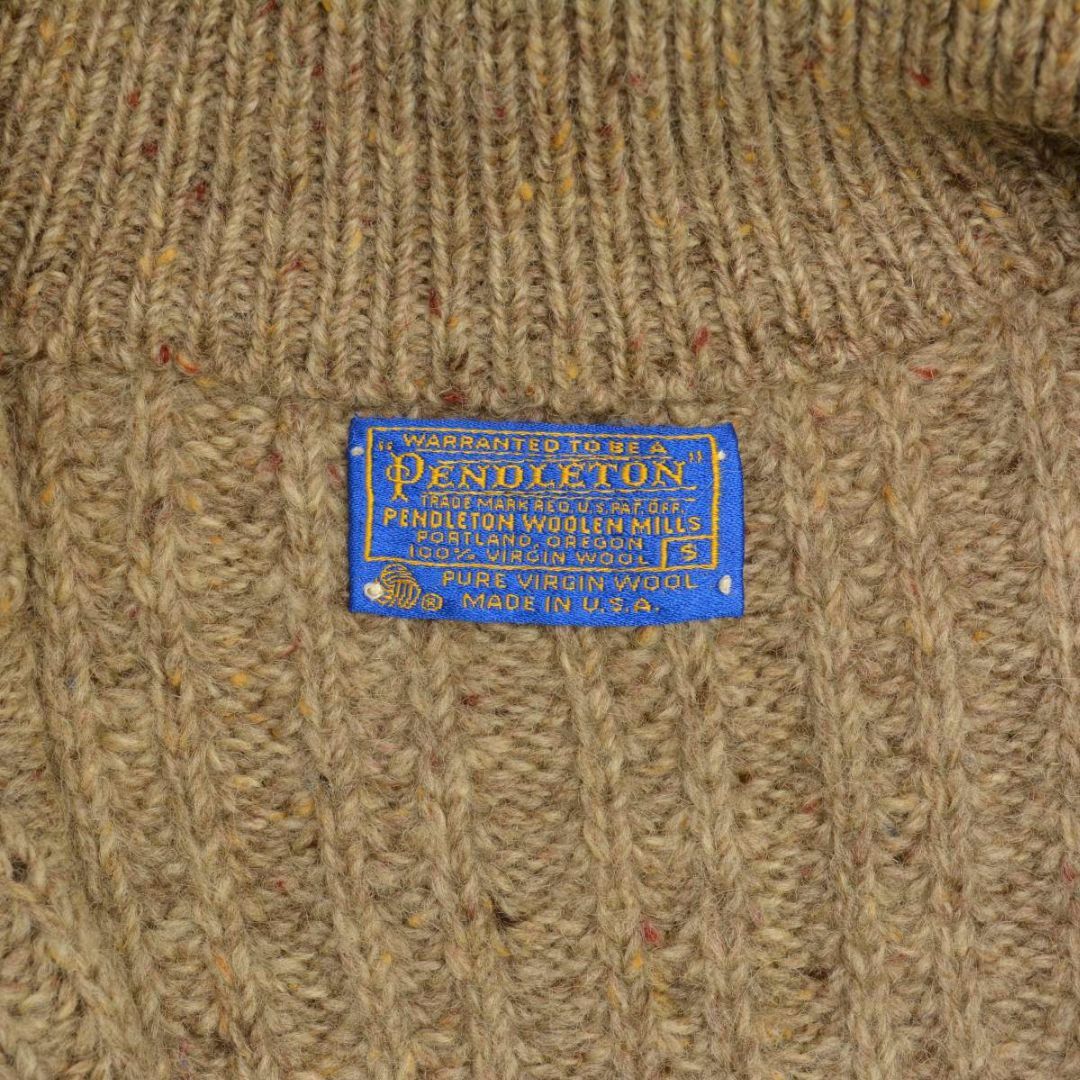 WARRANTED TO BE A
"PENDLETON"
TRADE MARK REG. U.S. PAT. OFF.
PENDLETON WOOLEN MILLS
PORTLAND, OREGON
100% VIRGIN WOOL S
PURE VIRGIN WOOL
® MADE IN U.S.A.